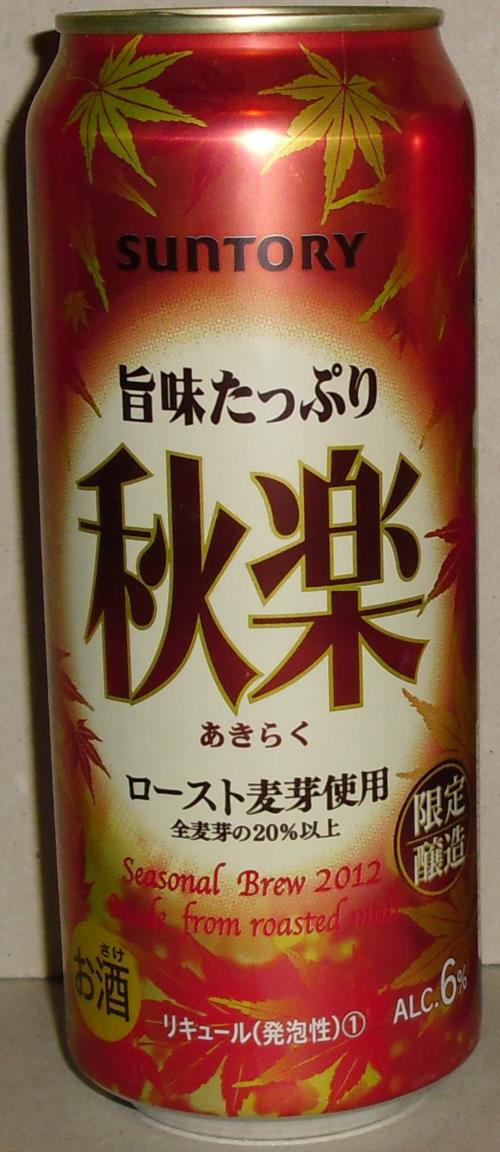 SUNTORY
旨味たっぷり
秋楽
あきらく
ロースト麦芽使用
全麦芽の20%以上
限定
醸造
Seasonal Brew 2012
Made from roasted malt
さけ
お酒
リキュール(発泡性)①
ALC.6%